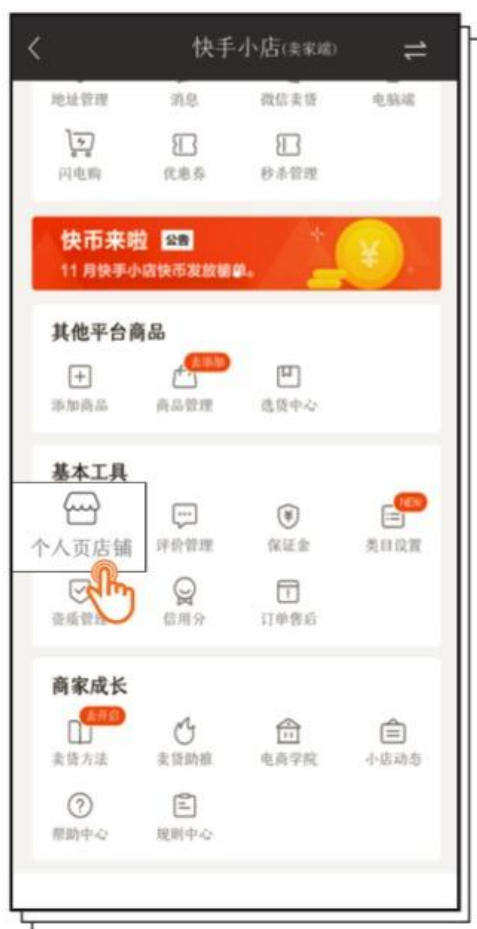 快手小店(卖家端)
地址管理 消息 微信卖货 电脑端
闪电购 优惠券 秒杀管理
快币来啦 公告
11 月快手小店快币发放清单。
其他平台商品
去添加
添加商品 商品管理 选货中心
基本工具
NEW
个人页店铺 评价管理 保证金 类目设置
资质管理 信用分 订单售后
商家成长
去开启
卖货方法 卖货助推 电商学院 小店动态
帮助中心 规则中心